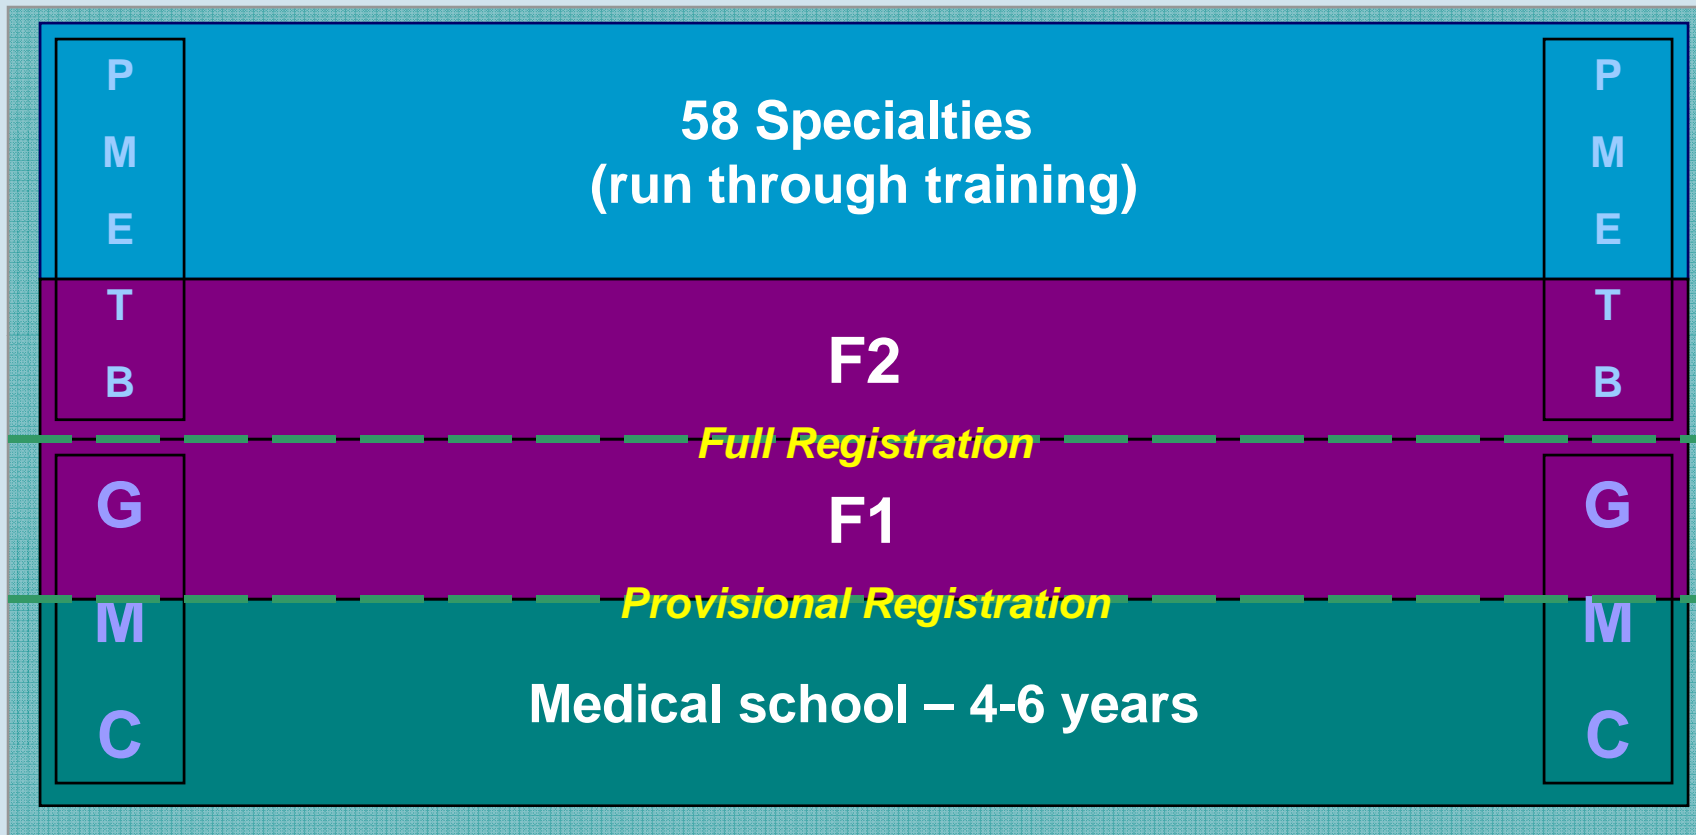 P
M
E
T
B
58 Specialties
(run through training)
P
M
E
T
B
F2
Full Registration
G
M
C
F1
Provisional Registration
G
M
C
Medical school – 4-6 years